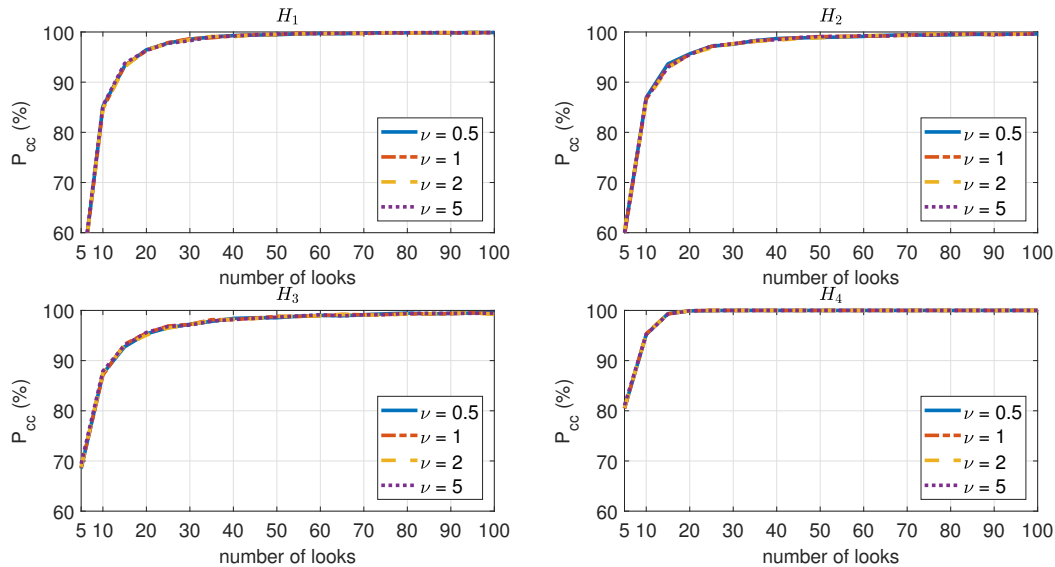 H1
100
90
80
70
60
P_cc (%)
ν = 0.5
ν = 1
ν = 2
ν = 5
5 10 20 30 40 50 60 70 80 90 100
number of looks
H2
100
90
80
70
60
P_cc (%)
ν = 0.5
ν = 1
ν = 2
ν = 5
5 10 20 30 40 50 60 70 80 90 100
number of looks
H3
100
90
80
70
60
P_cc (%)
ν = 0.5
ν = 1
ν = 2
ν = 5
5 10 20 30 40 50 60 70 80 90 100
number of looks
H4
100
90
80
70
60
P_cc (%)
ν = 0.5
ν = 1
ν = 2
ν = 5
5 10 20 30 40 50 60 70 80 90 100
number of looks